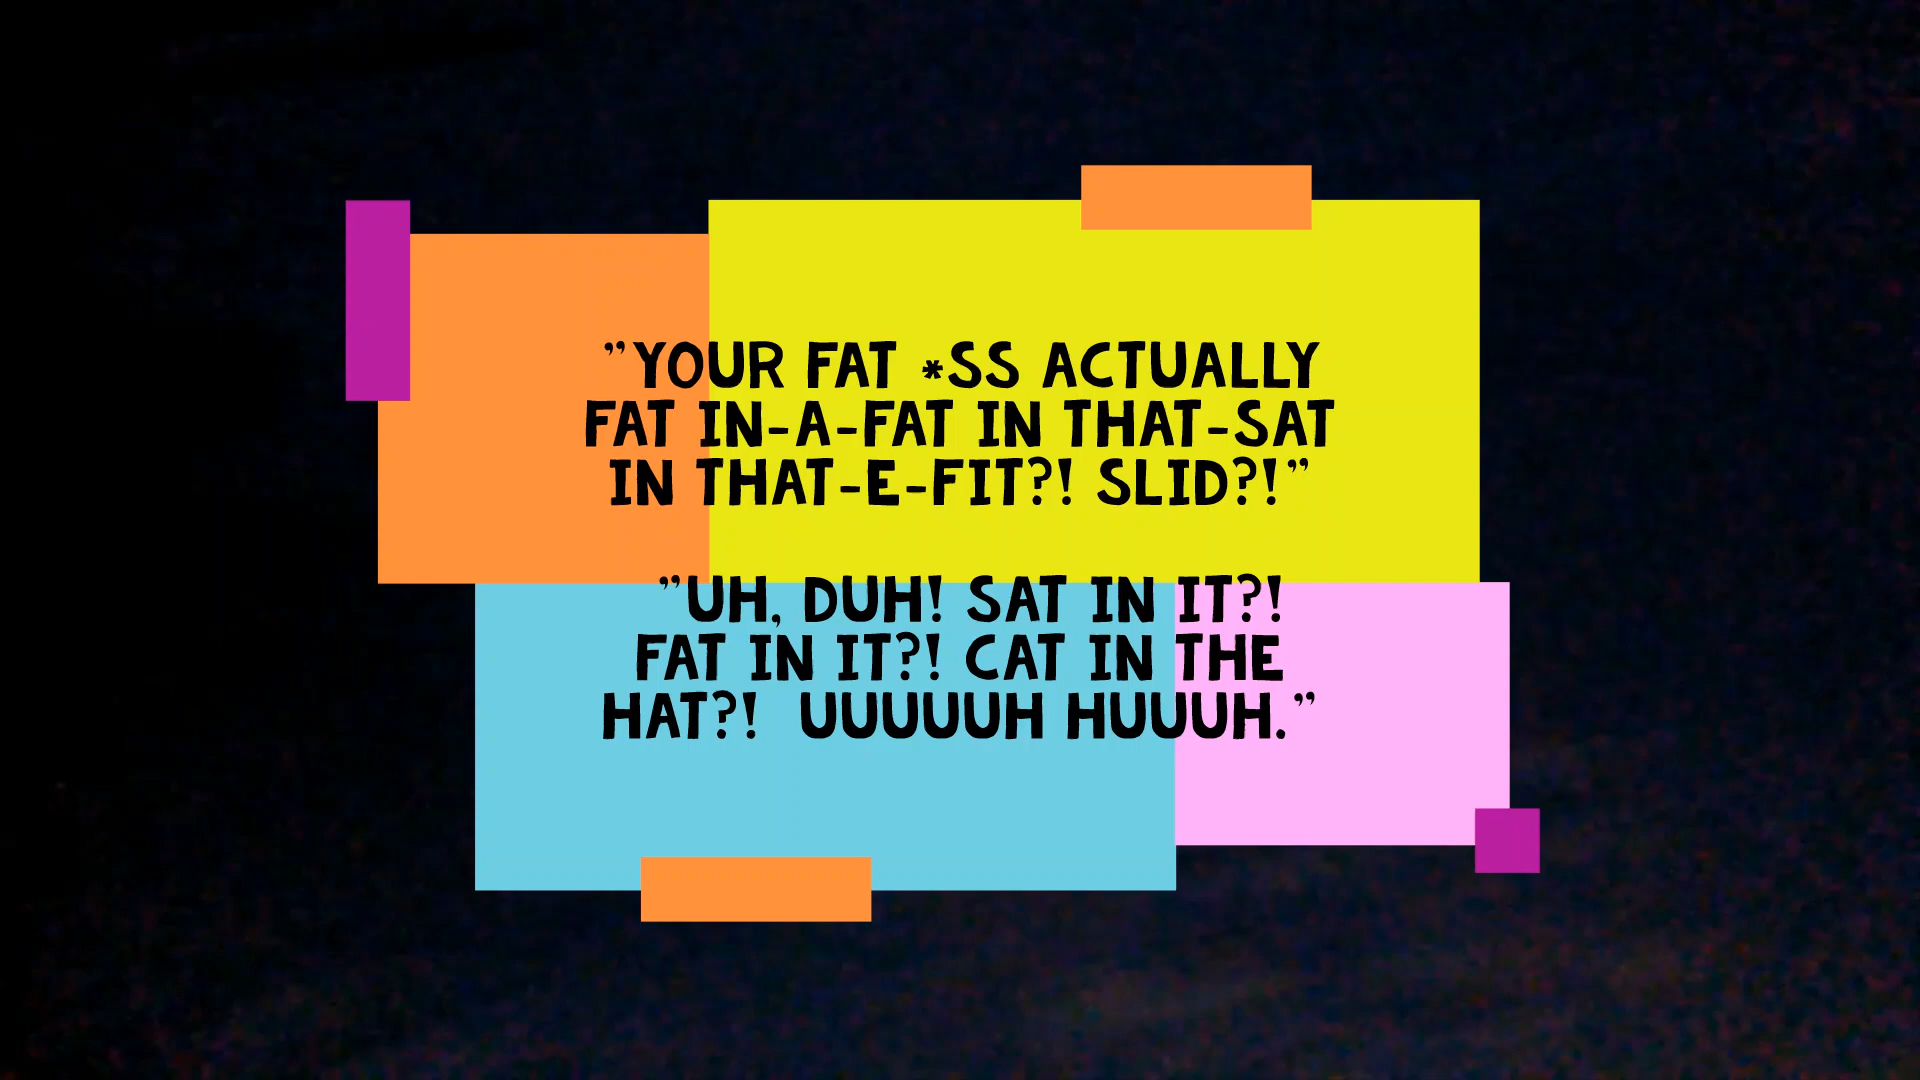 ”YOUR FAT *SS ACTUALLY
FAT IN-A-FAT IN THAT-SAT
IN THAT-E-FIT?! SLID?!”
”UH, DUH! SAT IN IT?!
FAT IN IT?! CAT IN THE
HAT?! UUUUUH HUUUH.”